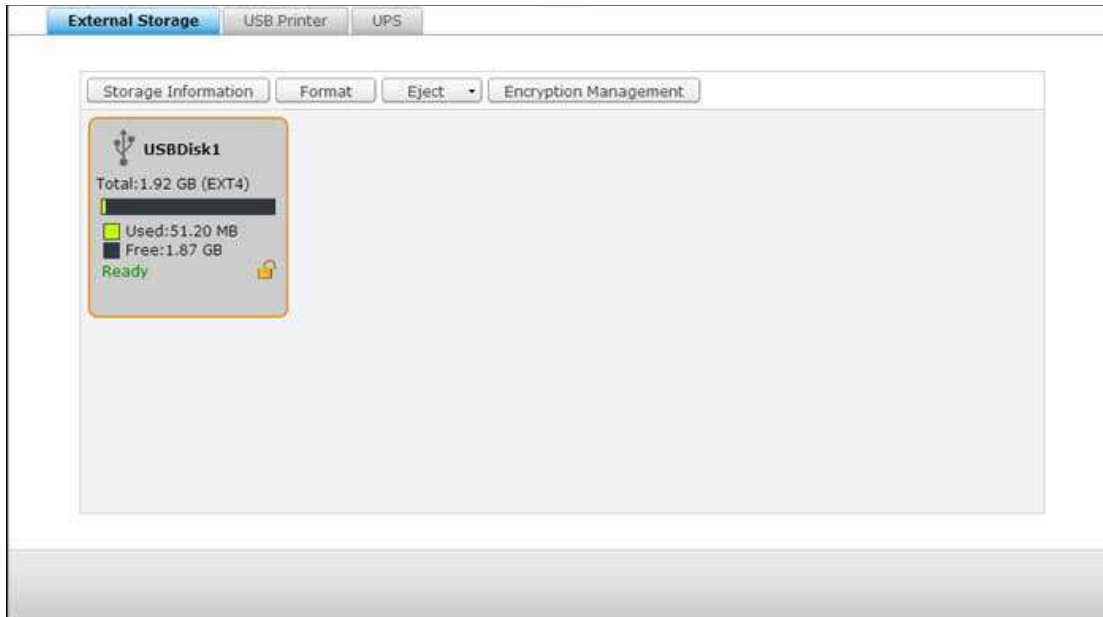 External Storage USB Printer UPS
Storage Information Format Eject Encryption Management
USBDisk1
Total:1.92 GB (EXT4)
Used:51.20 MB
Free:1.87 GB
Ready